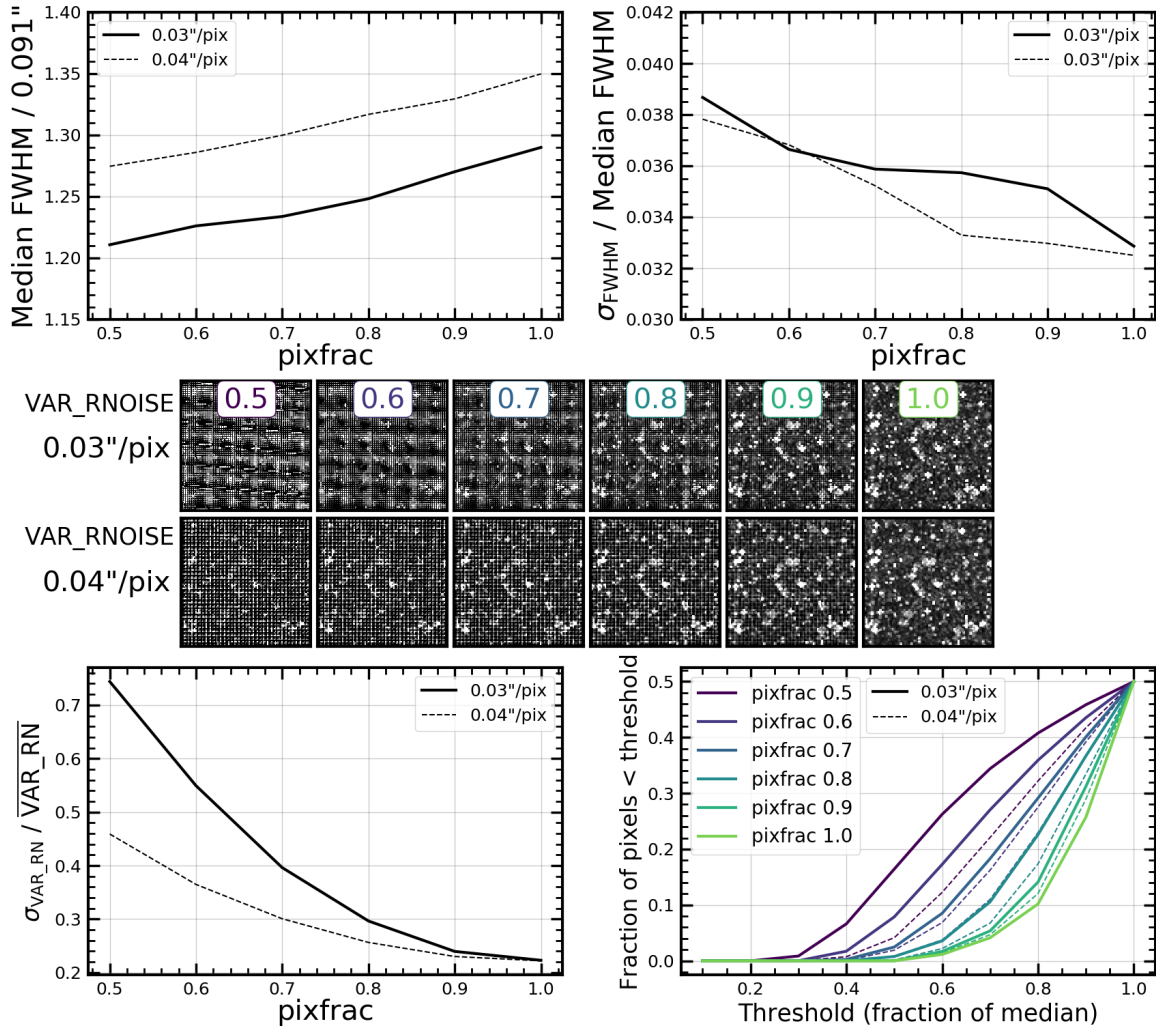 Median FWHM / 0.091"
1.40
1.35
1.30
1.25
1.20
1.15
0.03"/pix
0.04"/pix
0.5 0.6 0.7 0.8 0.9 1.0
pixfrac
σFWHM / Median FWHM
0.042
0.040
0.038
0.036
0.034
0.032
0.030
0.03"/pix
0.03"/pix
0.5 0.6 0.7 0.8 0.9 1.0
pixfrac
VAR_RNOISE
0.03"/pix
0.5 0.6 0.7 0.8 0.9 1.0
VAR_RNOISE
0.04"/pix
σVAR_RN / VAR_RN
0.7
0.6
0.5
0.4
0.3
0.2
0.03"/pix
0.04"/pix
0.5 0.6 0.7 0.8 0.9 1.0
pixfrac
Fraction of pixels < threshold
0.5
0.4
0.3
0.2
0.1
0.0
pixfrac 0.5
pixfrac 0.6
pixfrac 0.7
pixfrac 0.8
pixfrac 0.9
pixfrac 1.0
0.03"/pix
0.04"/pix
0.2 0.4 0.6 0.8 1.0
Threshold (fraction of median)